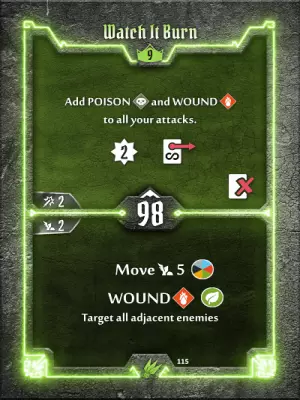 Watch It Burn
9
Add POISON and WOUND
to all your attacks.
2
2
98
2
Move 5
WOUND
Target all adjacent enemies
115